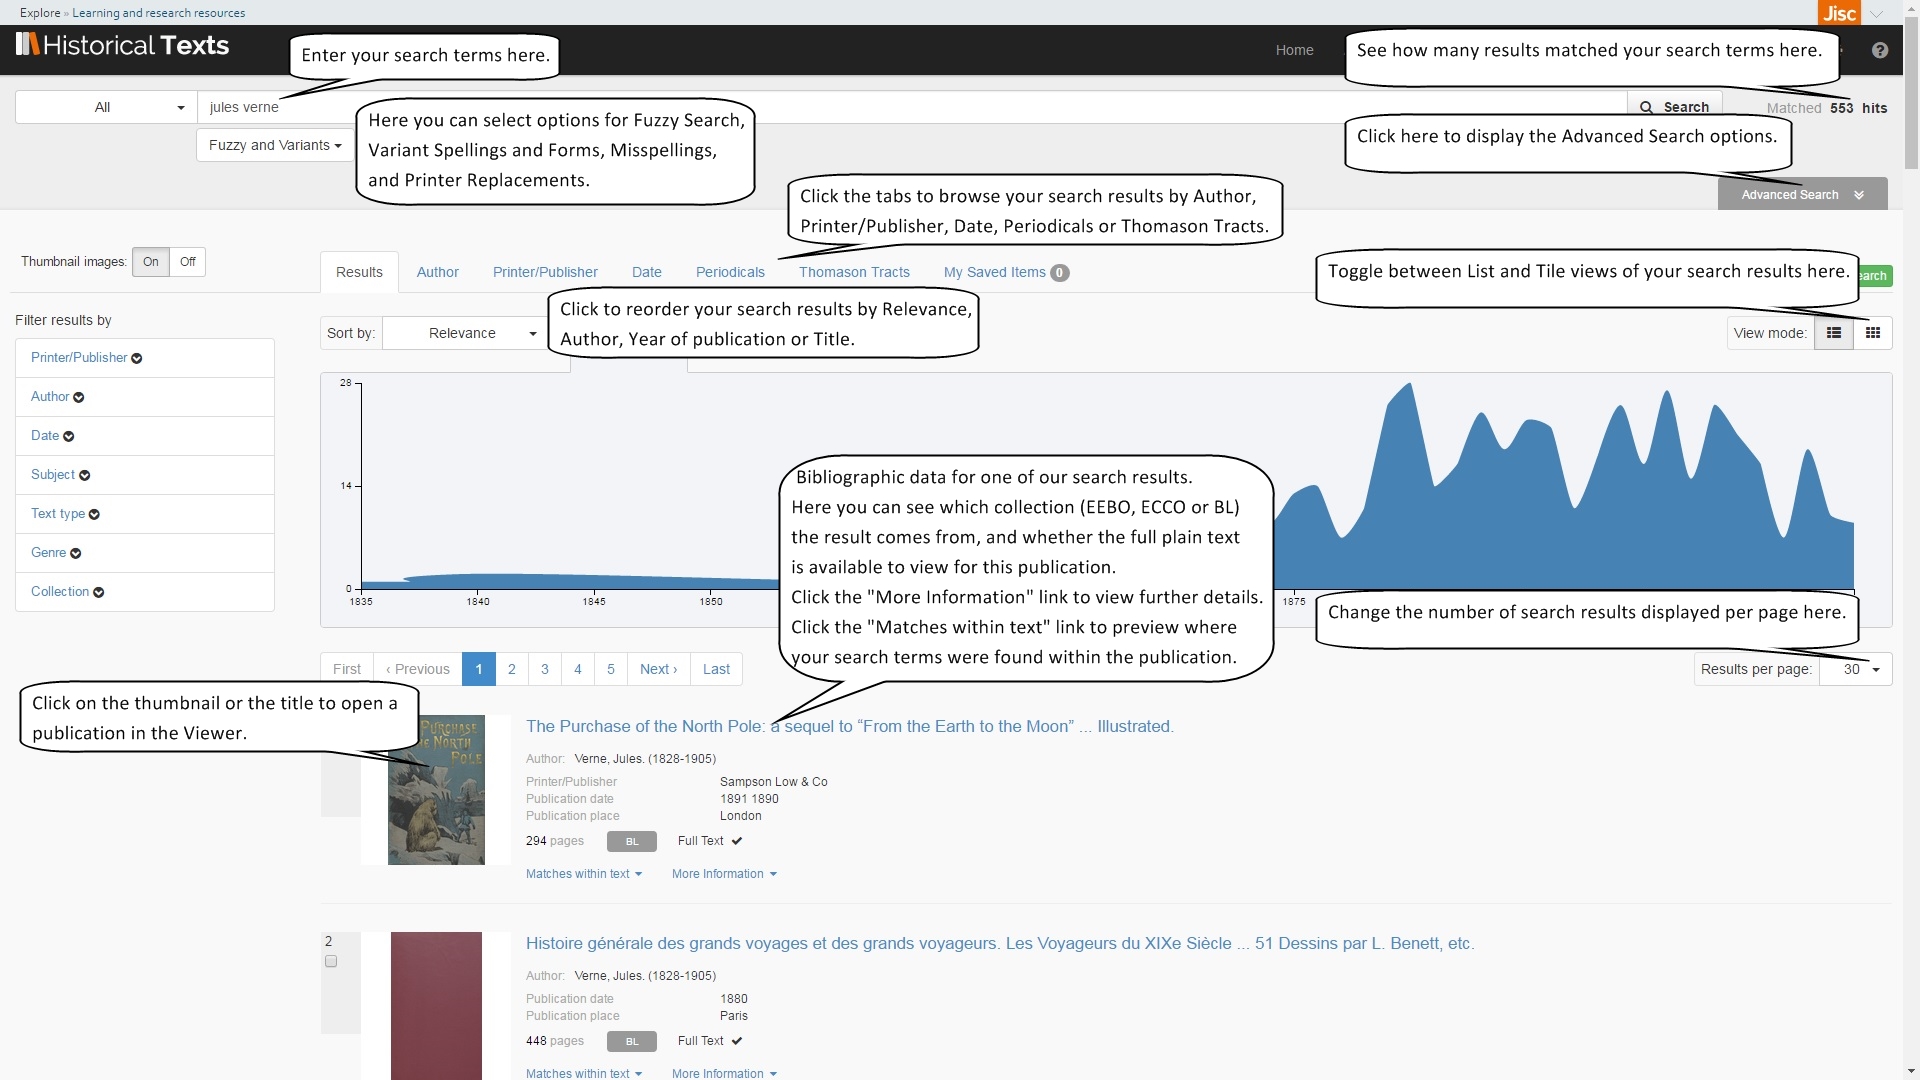 Explore » Learning and research resources
Jisc
Historical Texts
Home
Enter your search terms here.
See how many results matched your search terms here.
All
jules verne
Search
Matched 553 hits
Fuzzy and Variants
Here you can select options for Fuzzy Search,
Variant Spellings and Forms, Misspellings,
and Printer Replacements.
Click here to display the Advanced Search options.
Advanced Search
Click the tabs to browse your search results by Author,
Printer/Publisher, Date, Periodicals or Thomason Tracts.
Thumbnail images: On Off
Results Author Printer/Publisher Date Periodicals Thomason Tracts My Saved Items 0
Toggle between List and Tile views of your search results here.
Filter results by
Printer/Publisher
Author
Date
Subject
Text type
Genre
Collection
Sort by: Relevance
Click to reorder your search results by Relevance,
Author, Year of publication or Title.
View mode:
28
14
0
1835 1840 1845 1850 1875
Bibliographic data for one of our search results.
Here you can see which collection (EEBO, ECCO or BL)
the result comes from, and whether the full plain text
is available to view for this publication.
Click the "More Information" link to view further details.
Click the "Matches within text" link to preview where
your search terms were found within the publication.
Change the number of search results displayed per page here.
First ‹ Previous 1 2 3 4 5 Next › Last
Results per page: 30
Click on the thumbnail or the title to open a
publication in the Viewer.
PURCHASE
NORTH
POLE
The Purchase of the North Pole: a sequel to “From the Earth to the Moon” ... Illustrated.
Author: Verne, Jules. (1828-1905)
Printer/Publisher Sampson Low & Co
Publication date 1891 1890
Publication place London
294 pages BL Full Text
Matches within text More Information
2
Histoire générale des grands voyages et des grands voyageurs. Les Voyageurs du XIXe Siècle ... 51 Dessins par L. Benett, etc.
Author: Verne, Jules. (1828-1905)
Publication date 1880
Publication place Paris
448 pages BL Full Text
Matches within text More Information